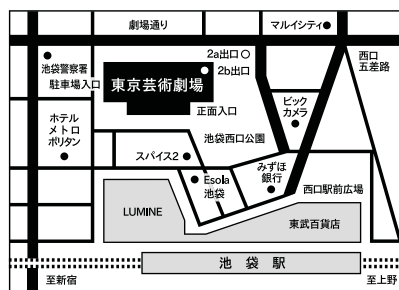 劇場通り
マルイシティ
2a出口
2b出口
西口
五差路
池袋警察署
駐車場入口
東京芸術劇場
正面入口
ホテル
メトロ
ポリタン
池袋西口公園
ビック
カメラ
スパイス2
Esola
池袋
みずほ
銀行
西口駅前広場
LUMINE
東武百貨店
池袋駅
至新宿
至上野